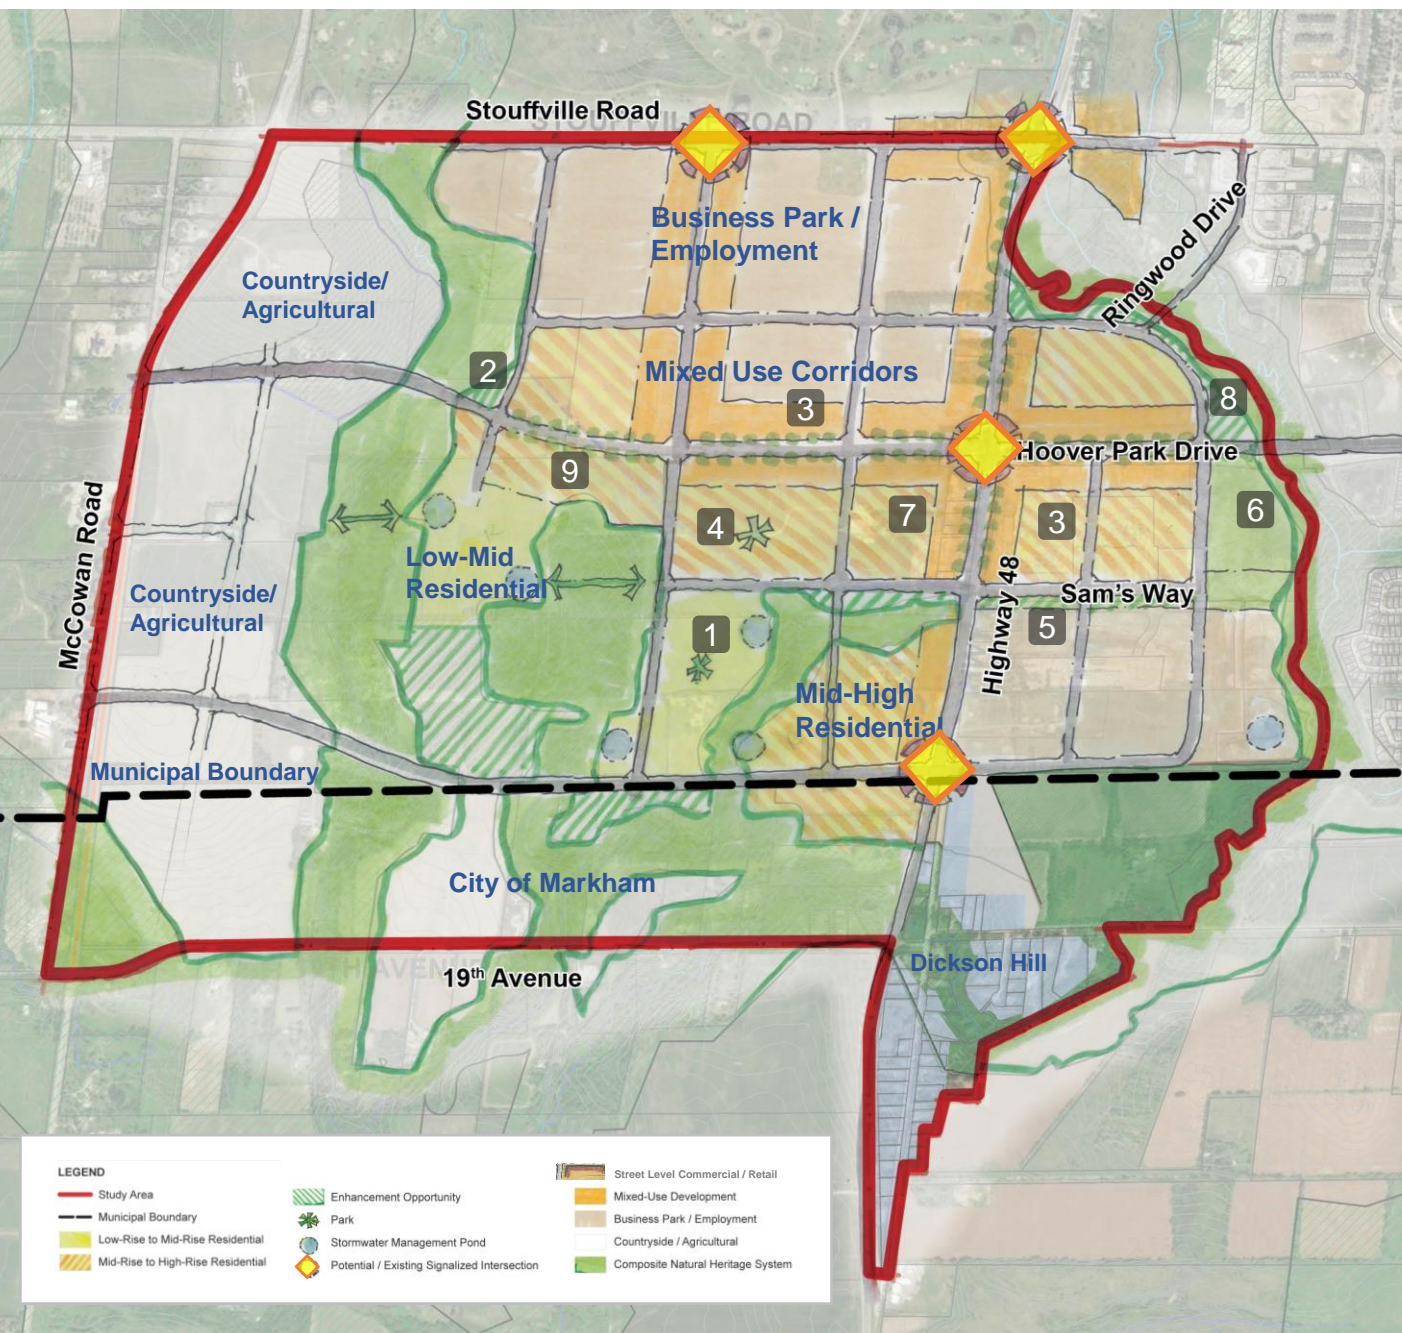 Stouffville Road
STOUFFVILLE ROAD
Business Park /
Employment
Ringwood Drive
Countryside/
Agricultural
2
Mixed Use Corridors
3
8
Hoover Park Drive
9
McCowan Road
4
7
3
6
Low-Mid
Residential
Countryside/
Agricultural
Highway 48
Sam's Way
1
5
Mid-High
Residential
Municipal Boundary
City of Markham
Dickson Hill
H AVENUE
19th Avenue
LEGEND
Study Area
Municipal Boundary
Low-Rise to Mid-Rise Residential
Mid-Rise to High-Rise Residential
Enhancement Opportunity
Park
Stormwater Management Pond
Potential / Existing Signalized Intersection
Street Level Commercial / Retail
Mixed-Use Development
Business Park / Employment
Countryside / Agricultural
Composite Natural Heritage System